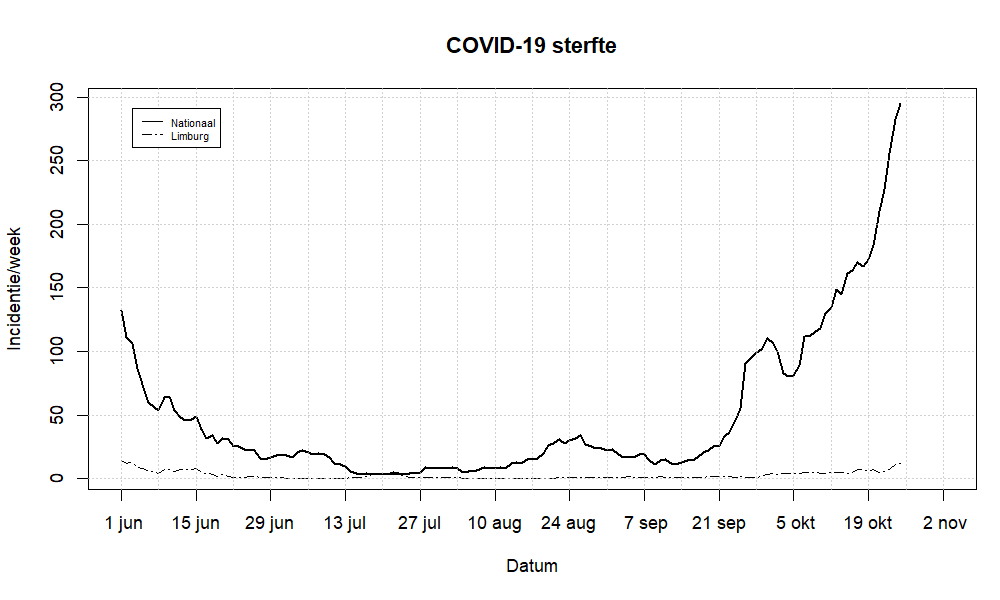 COVID-19 sterfte
Nationaal
Limburg
Incidentie/week
300
250
200
150
100
50
0
1 jun 15 jun 29 jun 13 jul 27 jul 10 aug 24 aug 7 sep 21 sep 5 okt 19 okt 2 nov
Datum